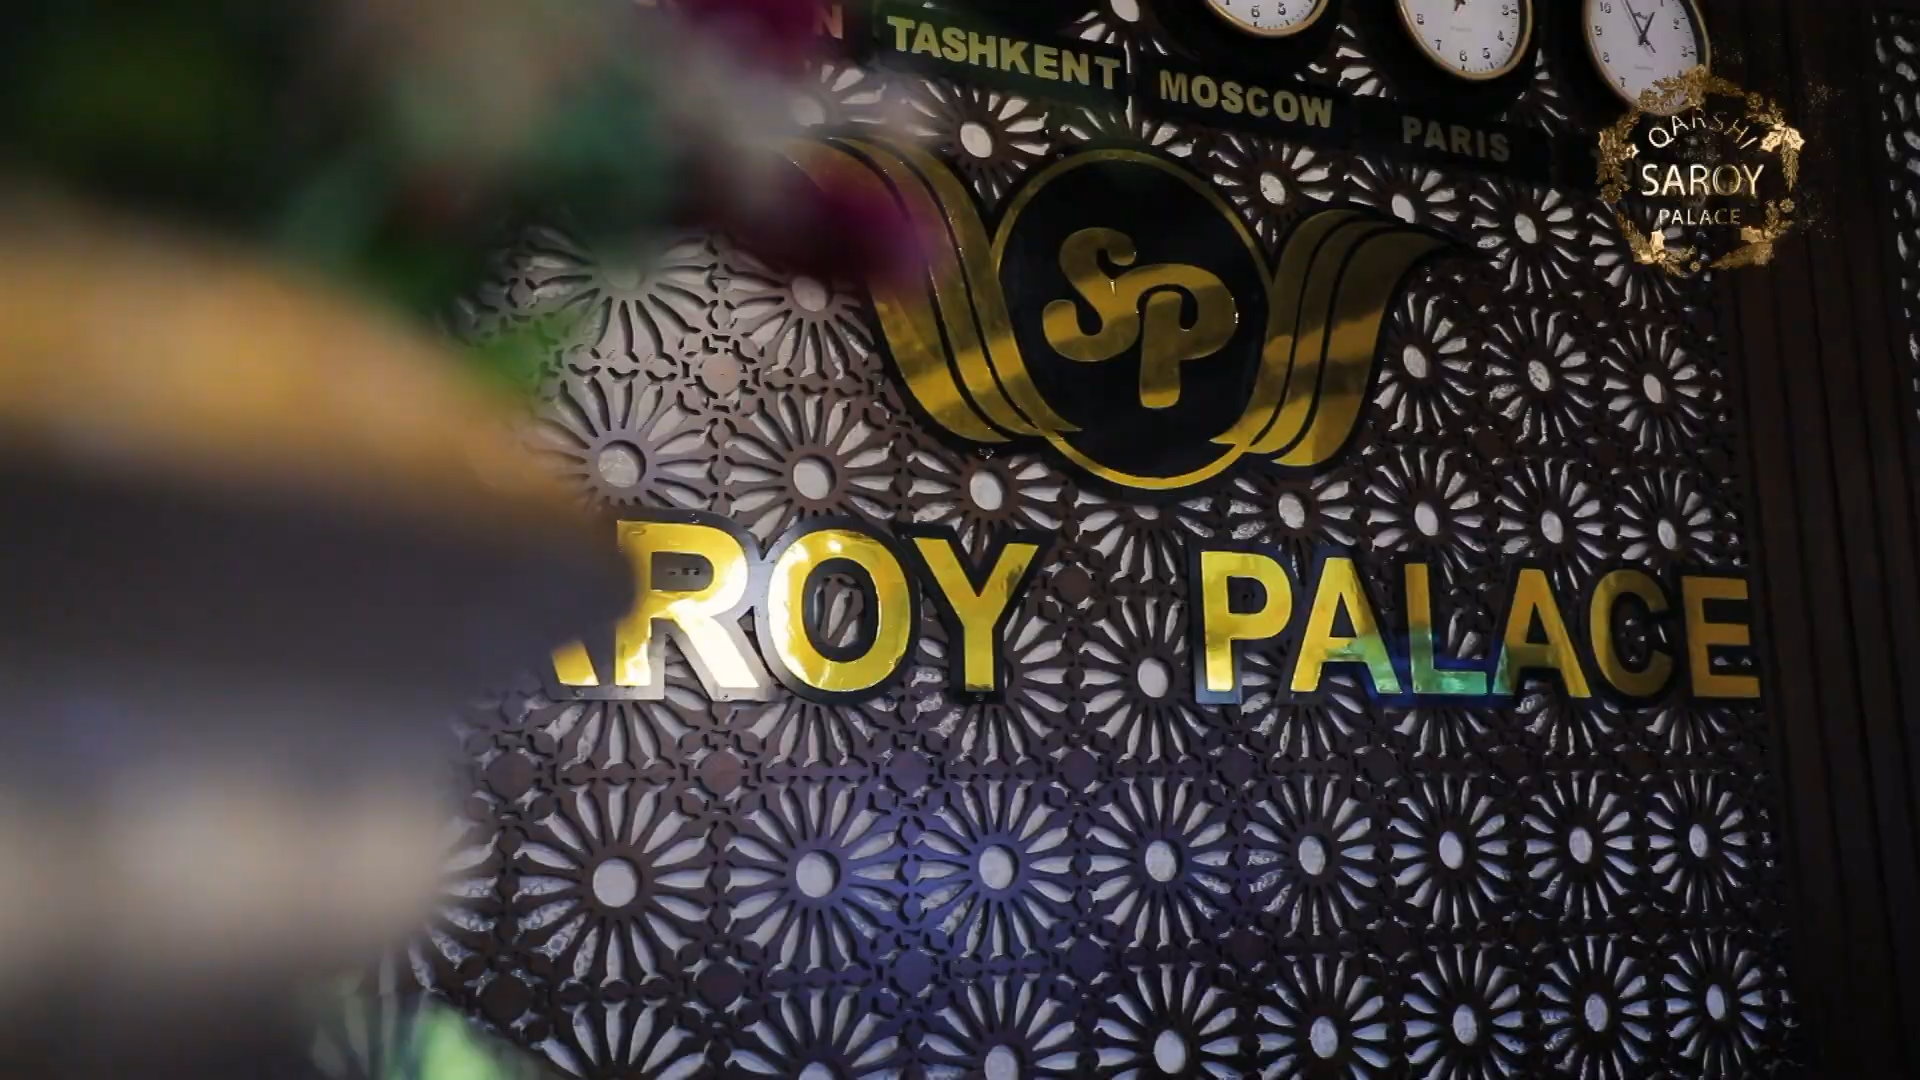 N
TASHKENT
MOSCOW
PARIS
QARSHI
SAROY
PALACE
SP
ROY PALACE